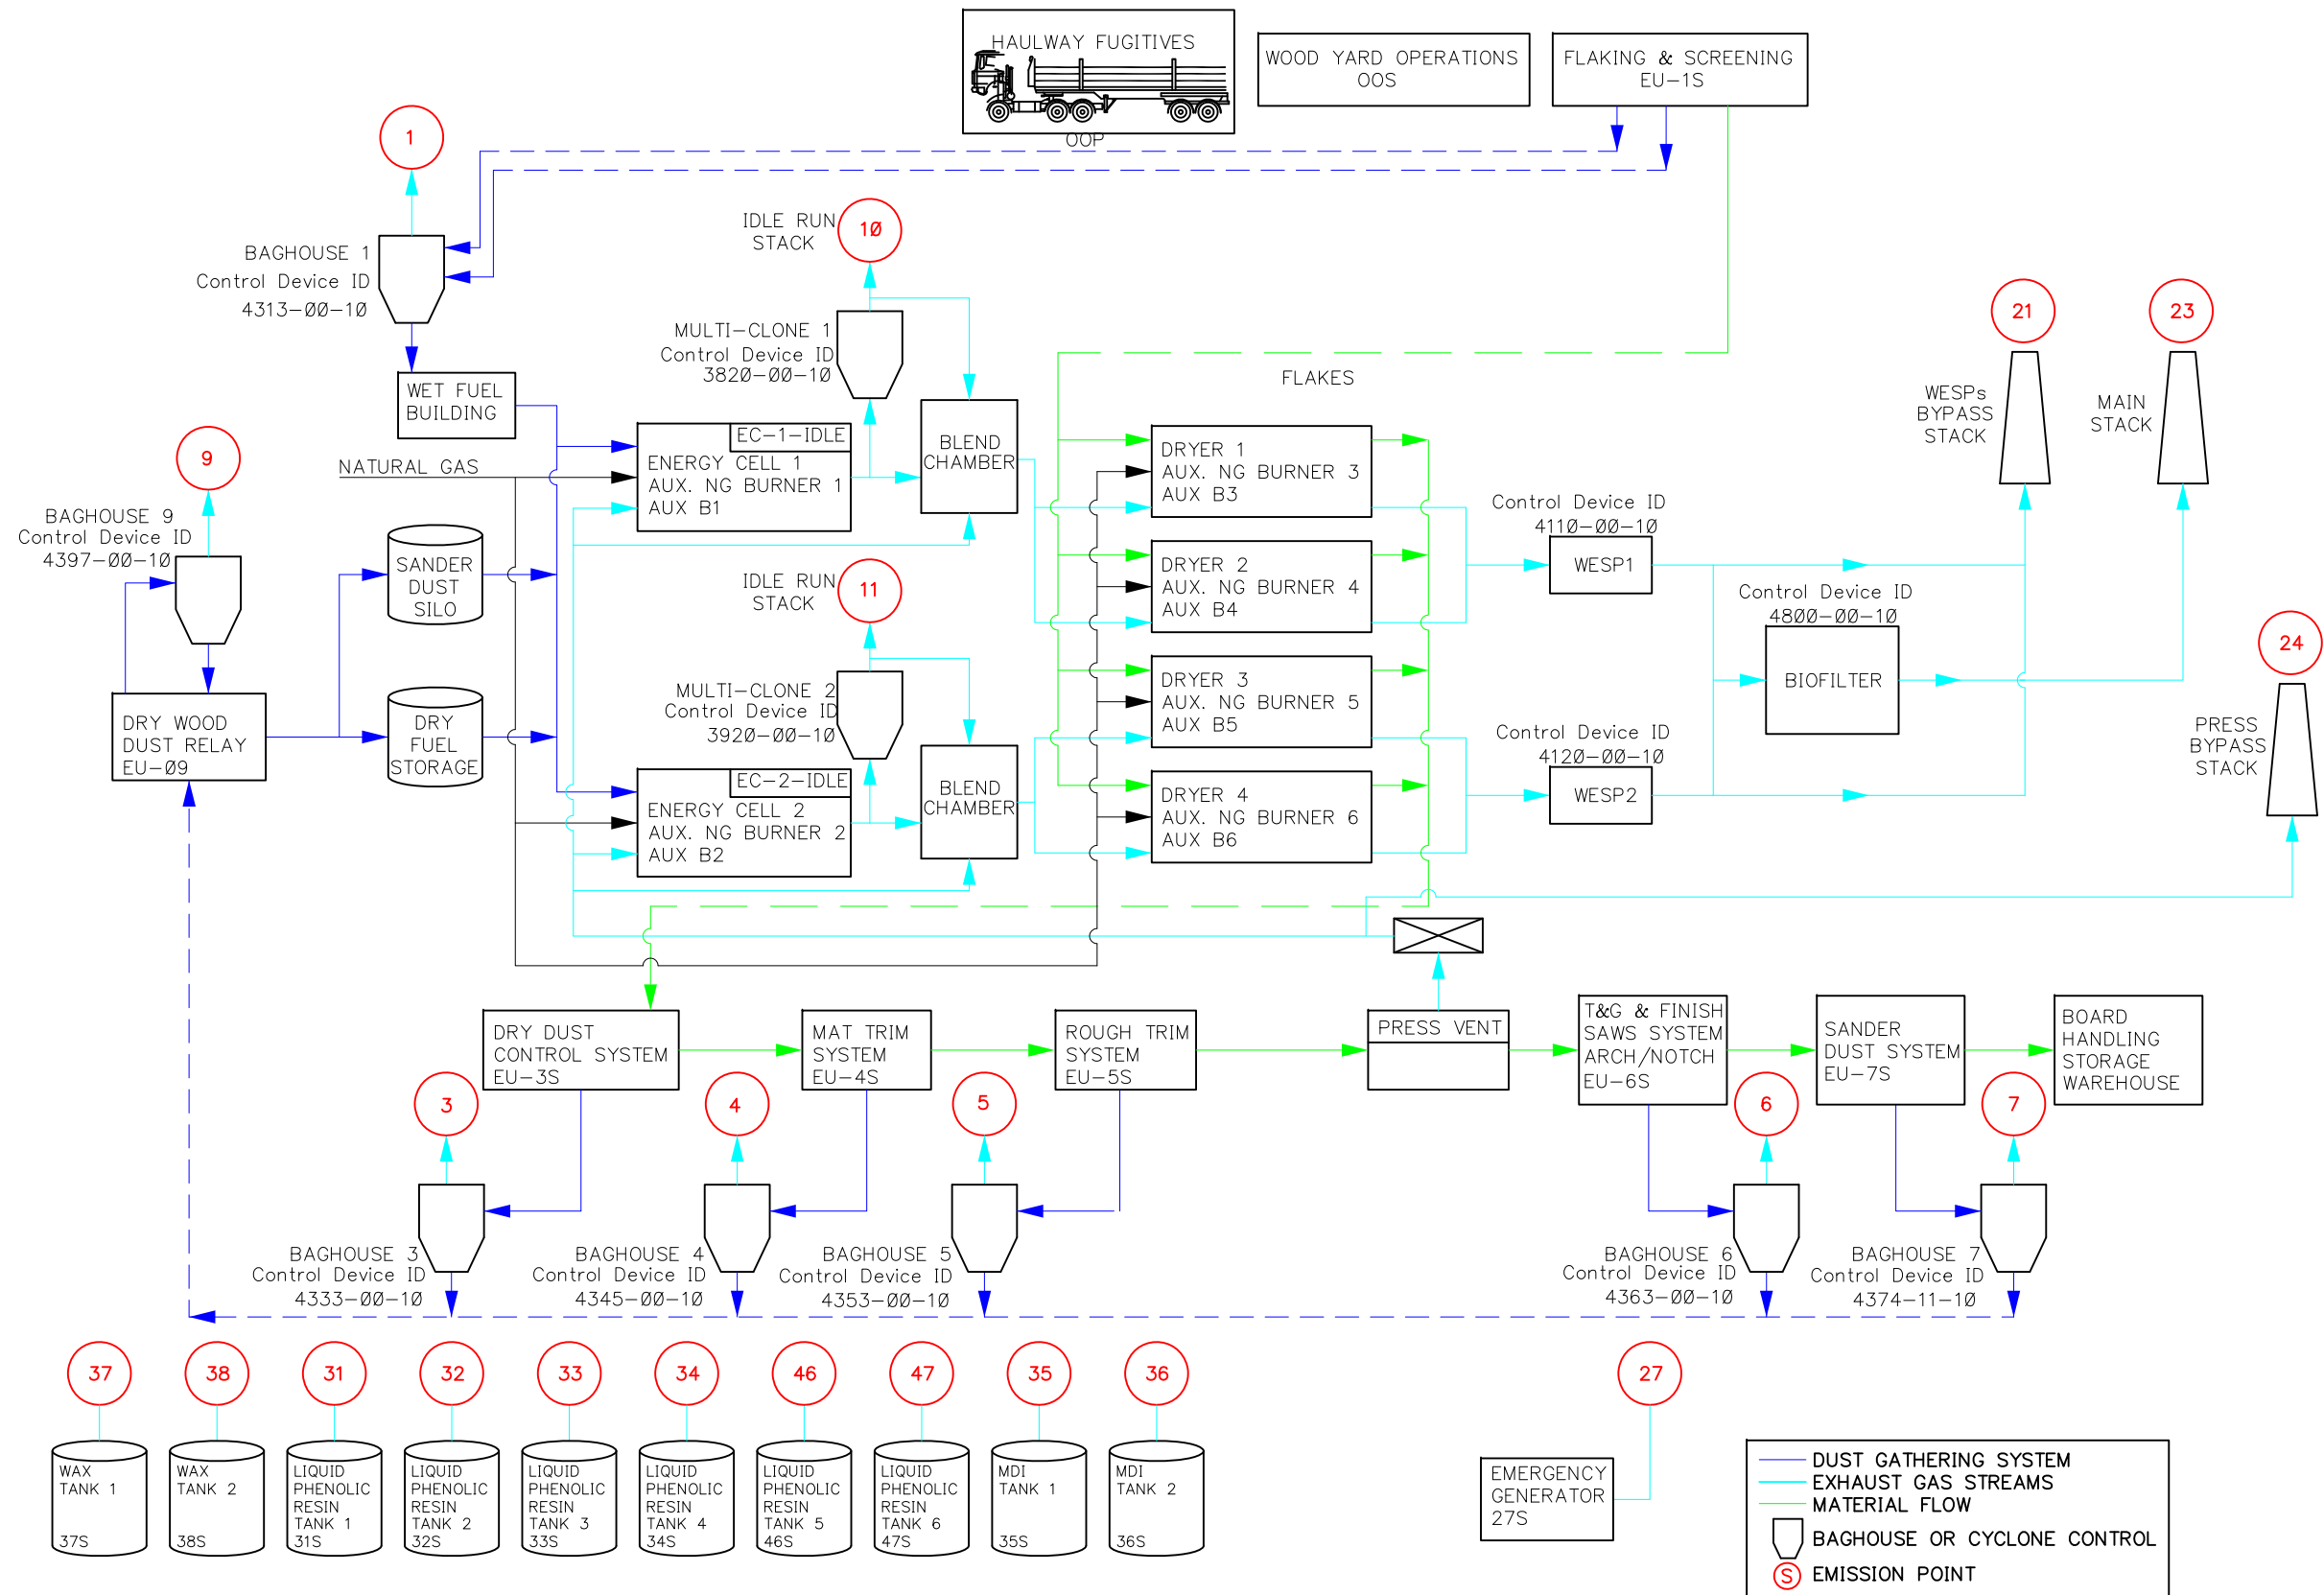 HAULWAY FUGITIVES
OOP
WOOD YARD OPERATIONS
OOS
FLAKING & SCREENING
EU-1S
1
BAGHOUSE 1
Control Device ID
4313-00-10
WET FUEL
BUILDING
IDLE RUN
STACK
10
MULTI-CLONE 1
Control Device ID
3820-00-10
FLAKES
21
WESPs
BYPASS
STACK
23
MAIN
STACK
9
BAGHOUSE 9
Control Device ID
4397-00-10
NATURAL GAS
EC-1-IDLE
ENERGY CELL 1
AUX. NG BURNER 1
AUX B1
BLEND
CHAMBER
DRYER 1
AUX. NG BURNER 3
AUX B3
Control Device ID
4110-00-10
WESP1
SANDER
DUST
SILO
IDLE RUN
STACK
11
DRYER 2
AUX. NG BURNER 4
AUX B4
Control Device ID
4800-00-10
BIOFILTER
24
PRESS
BYPASS
STACK
DRY WOOD
DUST RELAY
EU-09
DRY
FUEL
STORAGE
MULTI-CLONE 2
Control Device ID
3920-00-10
DRYER 3
AUX. NG BURNER 5
AUX B5
Control Device ID
4120-00-10
WESP2
EC-2-IDLE
ENERGY CELL 2
AUX. NG BURNER 2
AUX B2
BLEND
CHAMBER
DRYER 4
AUX. NG BURNER 6
AUX B6
DRY DUST
CONTROL SYSTEM
EU-3S
MAT TRIM
SYSTEM
EU-4S
ROUGH TRIM
SYSTEM
EU-5S
PRESS VENT
T&G & FINISH
SAWS SYSTEM
ARCH/NOTCH
EU-6S
SANDER
DUST SYSTEM
EU-7S
BOARD
HANDLING
STORAGE
WAREHOUSE
3
4
5
6
7
BAGHOUSE 3
Control Device ID
4333-00-10
BAGHOUSE 4
Control Device ID
4345-00-10
BAGHOUSE 5
Control Device ID
4353-00-10
BAGHOUSE 6
Control Device ID
4363-00-10
BAGHOUSE 7
Control Device ID
4374-11-10
37
38
31
32
33
34
46
47
35
36
27
WAX
TANK 1
37S
WAX
TANK 2
38S
LIQUID
PHENOLIC
RESIN
TANK 1
31S
LIQUID
PHENOLIC
RESIN
TANK 2
32S
LIQUID
PHENOLIC
RESIN
TANK 3
33S
LIQUID
PHENOLIC
RESIN
TANK 4
34S
LIQUID
PHENOLIC
RESIN
TANK 5
46S
LIQUID
PHENOLIC
RESIN
TANK 6
47S
MDI
TANK 1
35S
MDI
TANK 2
36S
EMERGENCY
GENERATOR
27S
DUST GATHERING SYSTEM
EXHAUST GAS STREAMS
MATERIAL FLOW
BAGHOUSE OR CYCLONE CONTROL
S EMISSION POINT